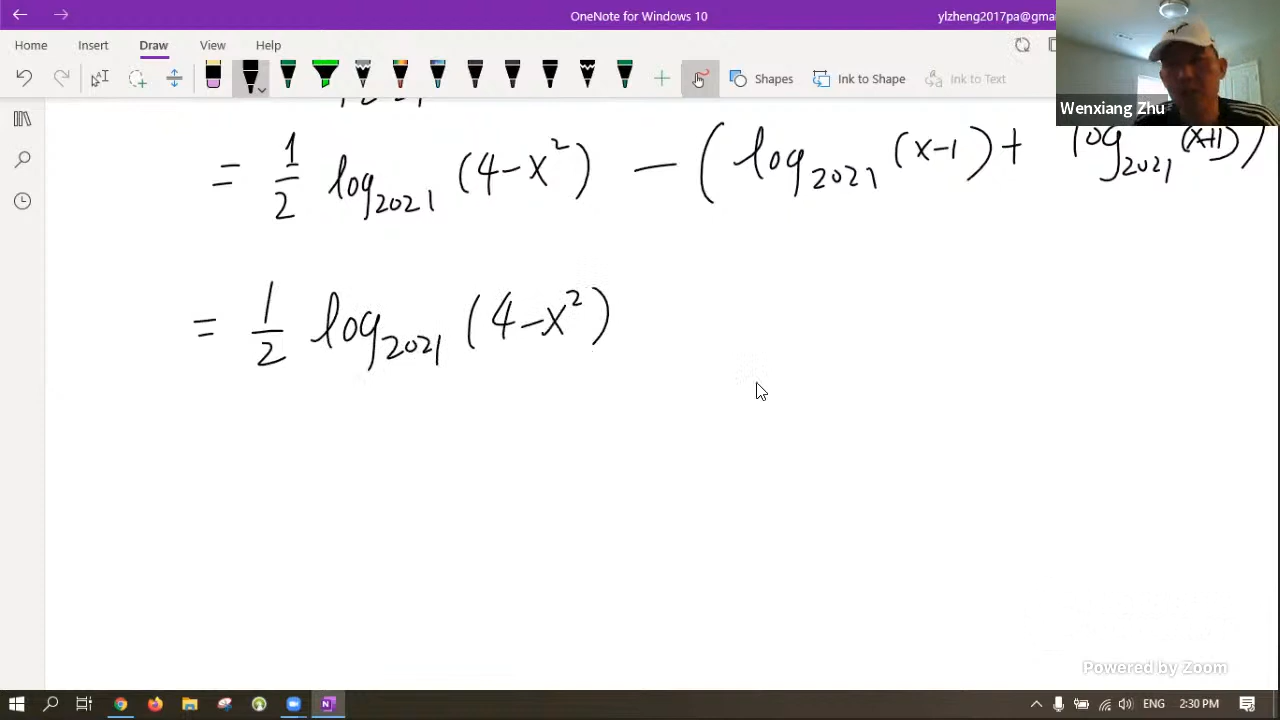 OneNote for Windows 10
ylzheng2017pa@gma
Home Insert Draw View Help
Shapes Ink to Shape Ink to Text
Wenxiang Zhu
= 1/2 log₂₀₂₁ (4-x²) - (log₂₀₂₁ (x-1) + log₂₀₂₁ (x+1))
= 1/2 log₂₀₂₁ (4-x²)
Powered by Zoom
ENG 2:30 PM